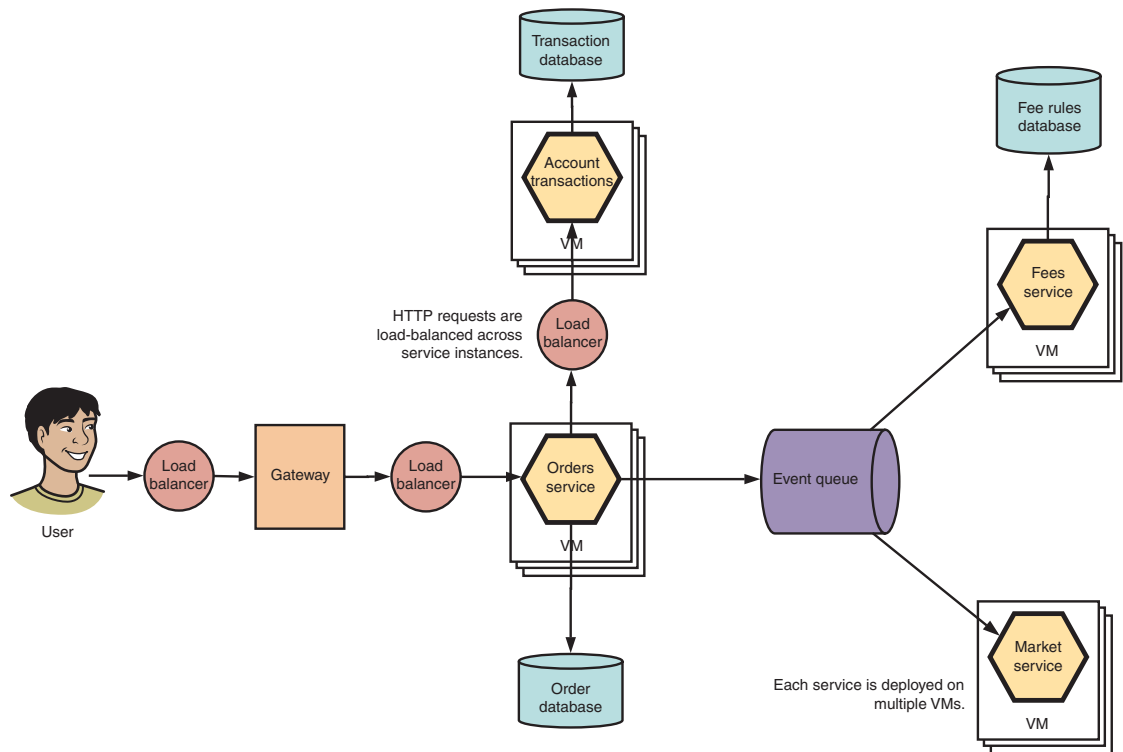 Transaction
database
Fee rules
database
Account
transactions
VM
Fees
service
VM
HTTP requests are
load-balanced across
service instances.
Load
balancer
User
Load
balancer
Gateway
Load
balancer
Orders
service
VM
Event queue
Order
database
Market
service
VM
Each service is deployed on
multiple VMs.